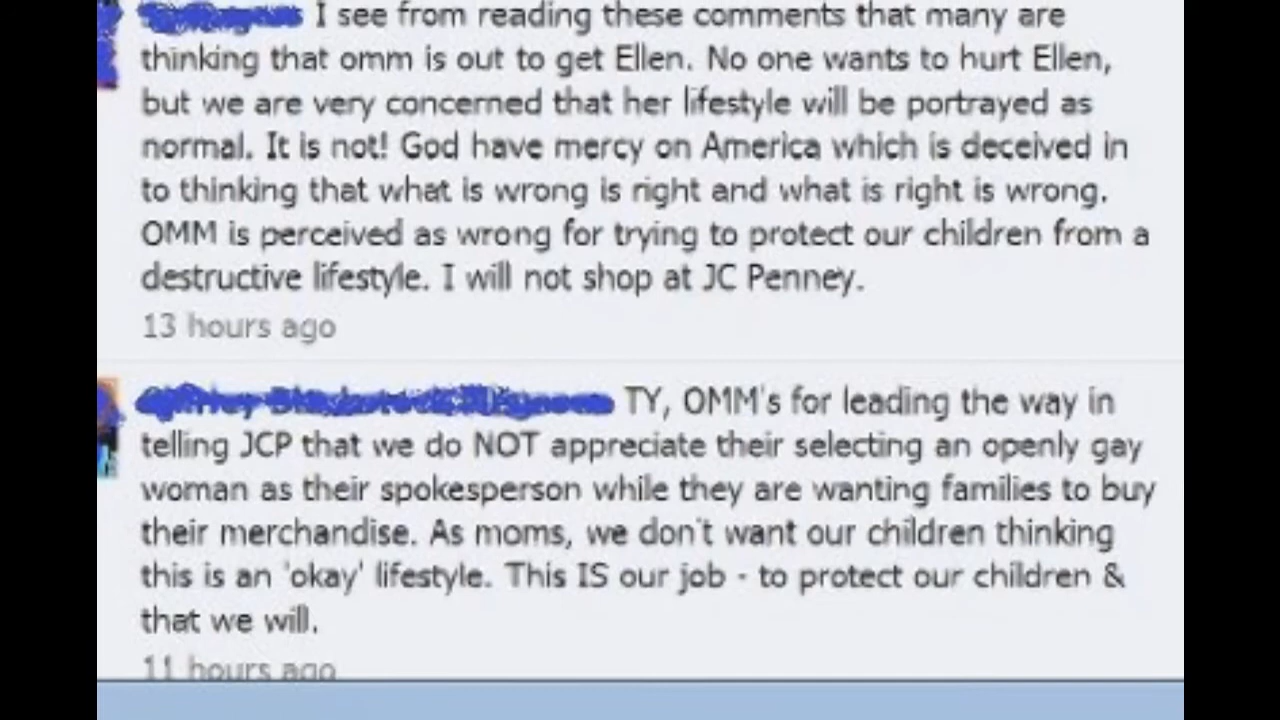 I see from reading these comments that many are
thinking that omm is out to get Ellen. No one wants to hurt Ellen,
but we are very concerned that her lifestyle will be portrayed as
normal. It is not! God have mercy on America which is deceived in
to thinking that what is wrong is right and what is right is wrong.
OMM is perceived as wrong for trying to protect our children from a
destructive lifestyle. I will not shop at JC Penney.
13 hours ago
TY, OMM's for leading the way in
telling JCP that we do NOT appreciate their selecting an openly gay
woman as their spokesperson while they are wanting families to buy
their merchandise. As moms, we don't want our children thinking
this is an 'okay' lifestyle. This IS our job - to protect our children &
that we will.
11 hours ago